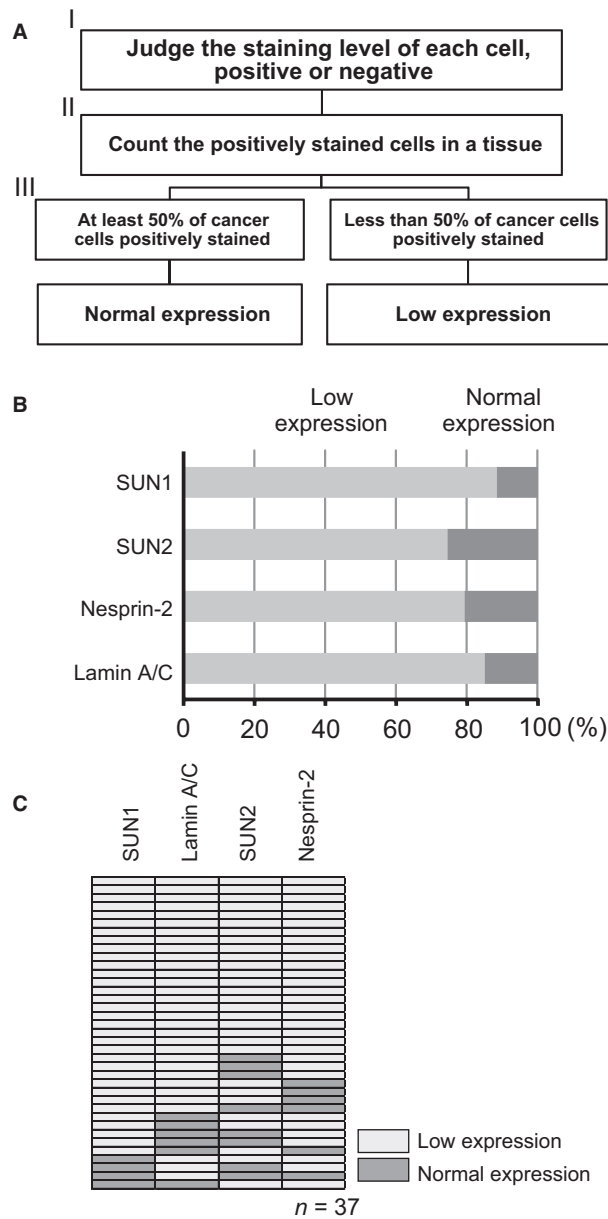 A
I
Judge the staining level of each cell,
positive or negative
II
Count the positively stained cells in a tissue
III
At least 50% of cancer
cells positively stained
Less than 50% of cancer cells
positively stained
Normal expression
Low expression
B
Low
expression
Normal
expression
SUN1
SUN2
Nesprin-2
Lamin A/C
0 20 40 60 80 100 (%)
C
SUN1
Lamin A/C
SUN2
Nesprin-2
Low expression
Normal expression
n = 37